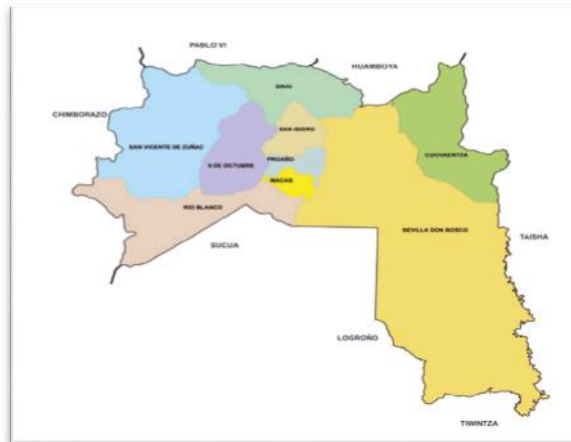 PABLO VI
HUAMBOYA
SINAI
CHIMBORAZO
SAN ISIDRO
SAN VICENTE DE ZUÑAC
CUCHAENTZA
9 DE OCTUBRE
PROAÑO
MACAS
RIO BLANCO
SEVILLA DON BOSCO
TAISHA
SUCUA
LOGROÑO
TIWINTZA